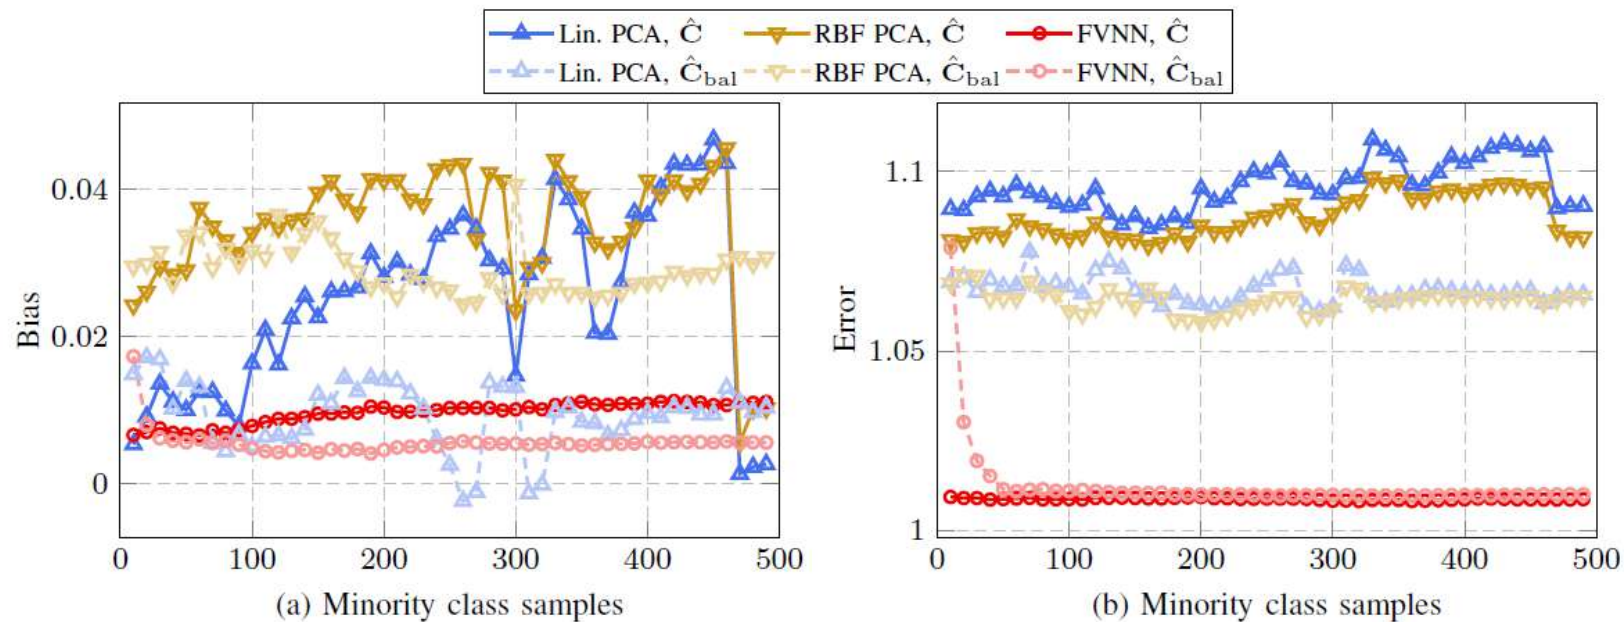 Lin. PCA, Ĉ RBF PCA, Ĉ FVNN, Ĉ
Lin. PCA, Ĉbal RBF PCA, Ĉbal FVNN, Ĉbal
Bias
0.04
0.02
0
0 100 200 300 400 500
(a) Minority class samples
Error
1.1
1.05
1
0 100 200 300 400 500
(b) Minority class samples